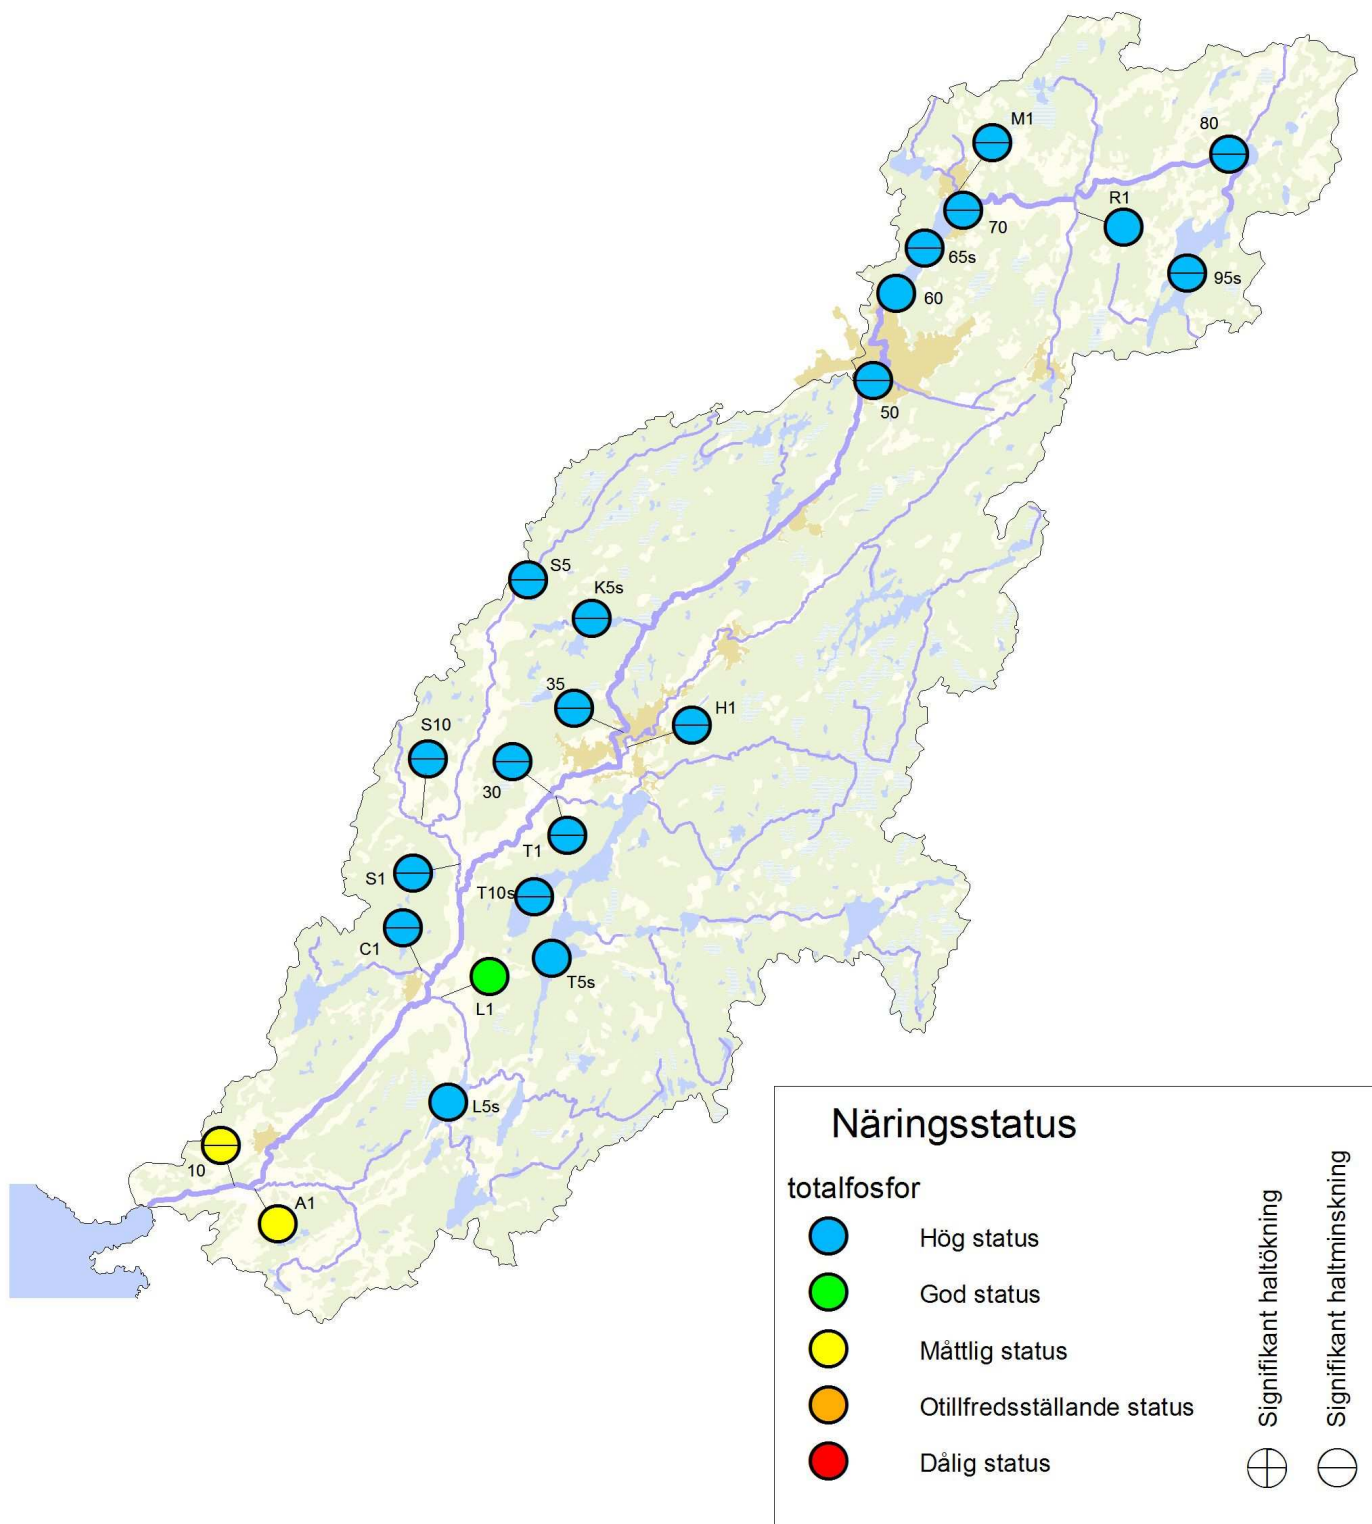 M1
80
R1
70
65s
95s
60
50
S5
K5s
35
H1
S10
30
T1
S1
T10s
C1
T5s
L1
L5s
10
A1
Näringsstatus
totalfosfor
Hög status
God status
Måttlig status
Otillfredsställande status
Dålig status
Signifikant haltökning
Signifikant haltminskning